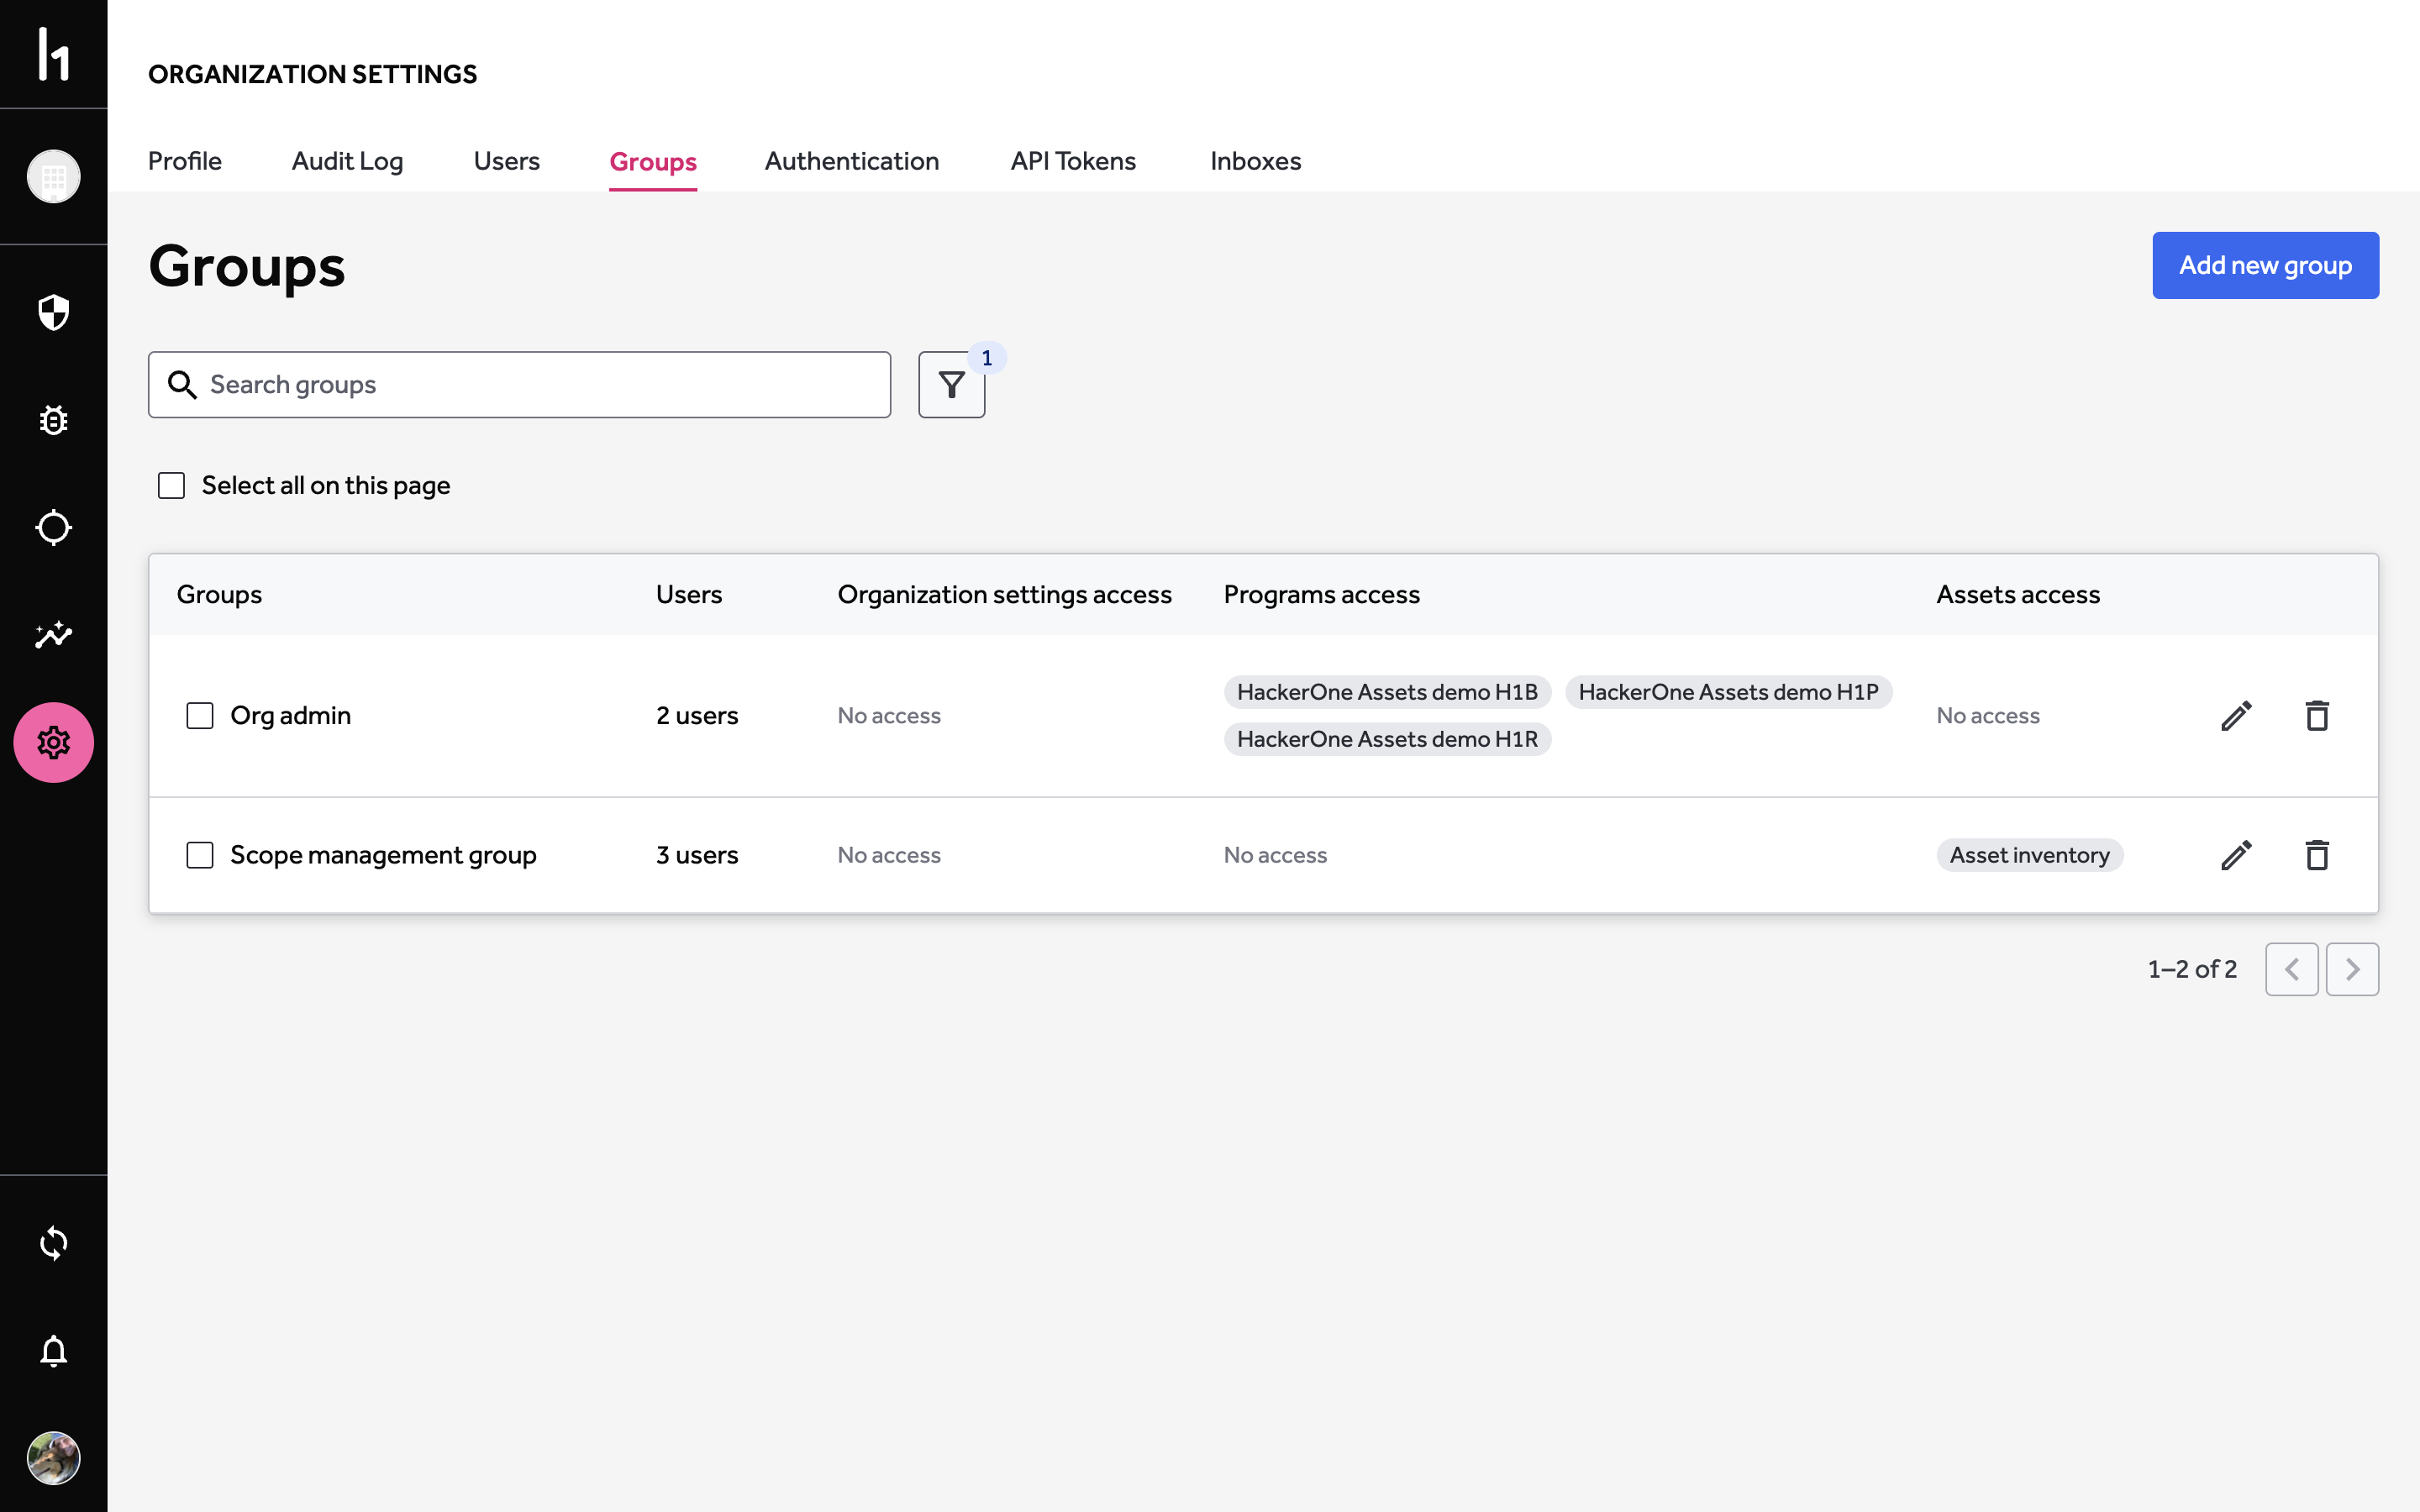 h1
ORGANIZATION SETTINGS
Profile Audit Log Users Groups Authentication API Tokens Inboxes
Groups
Add new group
Search groups
1
Select all on this page
Groups Users Organization settings access Programs access Assets access
Org admin 2 users No access HackerOne Assets demo H1B HackerOne Assets demo H1P No access
HackerOne Assets demo H1R
Scope management group 3 users No access No access Asset inventory
1–2 of 2